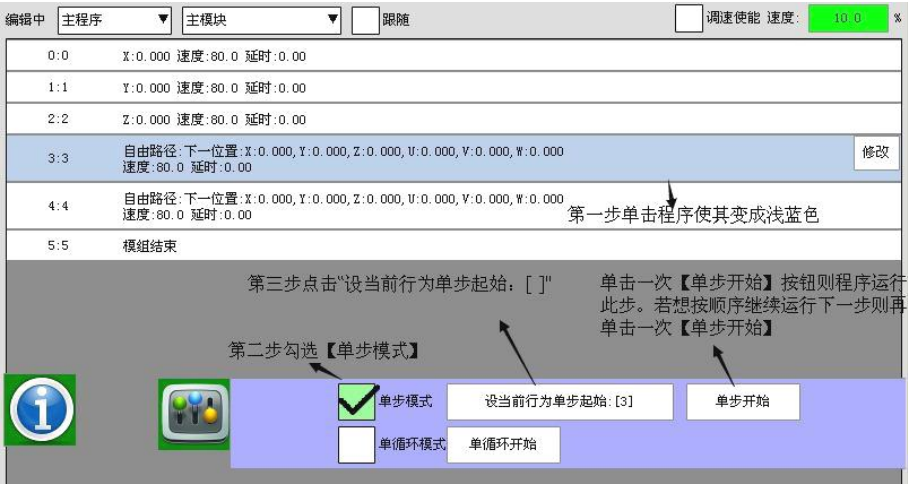 编辑中 主程序 主模块 跟随 调速使能 速度: 10.0 %
0:0 X:0.000 速度:80.0 延时:0.00
1:1 Y:0.000 速度:80.0 延时:0.00
2:2 Z:0.000 速度:80.0 延时:0.00
3:3 自由路径:下一位置:X:0.000,Y:0.000,Z:0.000,U:0.000,V:0.000,W:0.000 修改
速度:80.0 延时:0.00
4:4 自由路径:下一位置:X:0.000,Y:0.000,Z:0.000,U:0.000,V:0.000,W:0.000
速度:80.0 延时:0.00
第一步单击程序使其变成浅蓝色
5:5 模组结束
第三步点击“设当前行为单步起始：[ ]"
单击一次【单步开始】按钮则程序运行
此步。若想按顺序继续运行下一步则再
单击一次【单步开始】
第二步勾选【单步模式】
单步模式 设当前行为单步起始:[3] 单步开始
单循环模式 单循环开始